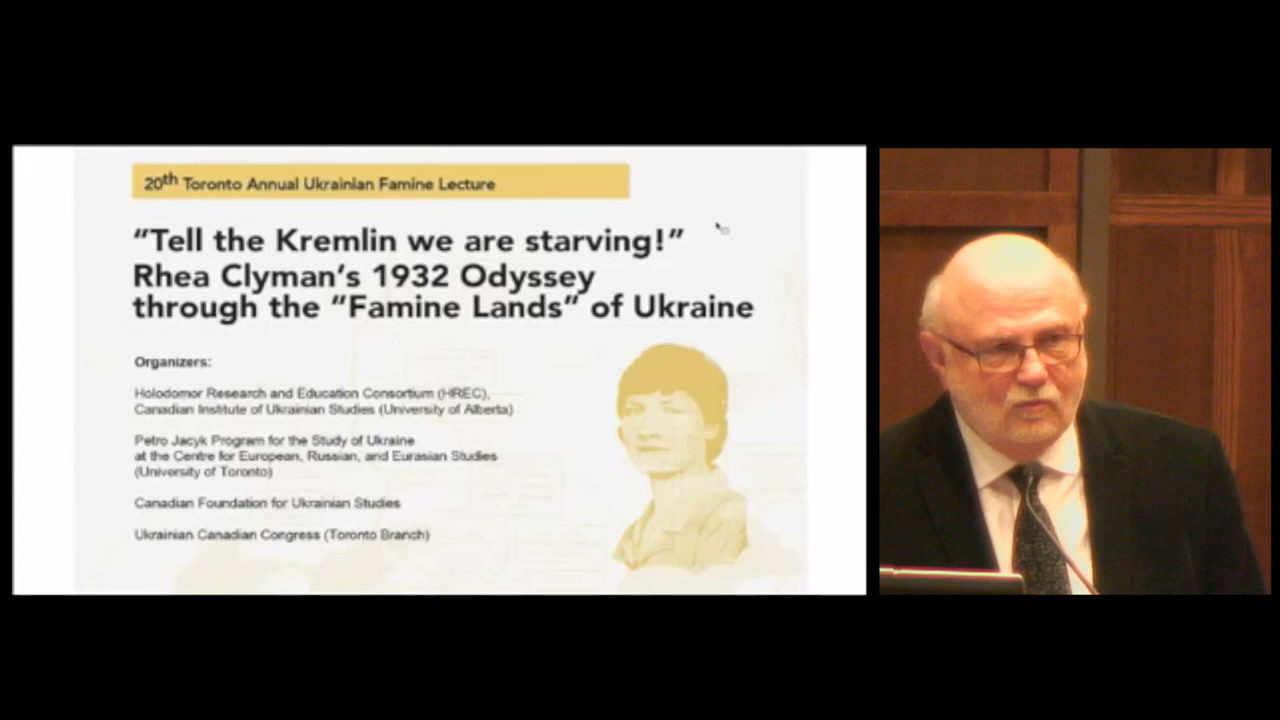 20th Toronto Annual Ukrainian Famine Lecture
“Tell the Kremlin we are starving!”
Rhea Clyman’s 1932 Odyssey
through the “Famine Lands” of Ukraine
Organizers:
Holodomor Research and Education Consortium (HREC),
Canadian Institute of Ukrainian Studies (University of Alberta)
Petro Jacyk Program for the Study of Ukraine
at the Centre for European, Russian, and Eurasian Studies
(University of Toronto)
Canadian Foundation for Ukrainian Studies
Ukrainian Canadian Congress (Toronto Branch)